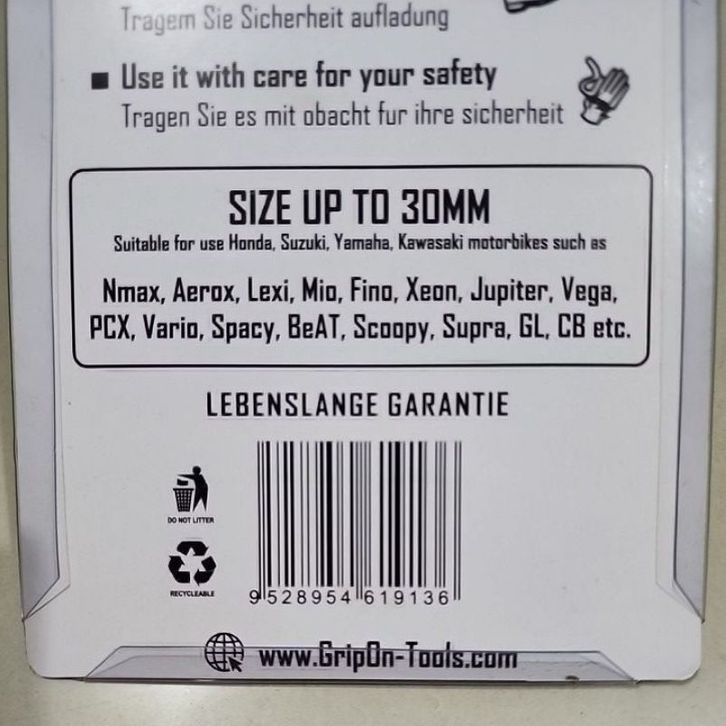 Tragem Sie Sicherheit aufladung
Use it with care for your safety
Tragen Sie es mit obacht fur ihre sicherheit
SIZE UP TO 30MM
Suitable for use Honda, Suzuki, Yamaha, Kawasaki motorbikes such as
Nmax, Aerox, Lexi, Mio, Fino, Xeon, Jupiter, Vega,
PCX, Vario, Spacy, BeAT, Scoopy, Supra, GL, CB etc.
LEBENSLANGE GARANTIE
DO NOT LITTER
RECYCLEABLE
9 528954 619136
www.GripOn-Tools.com